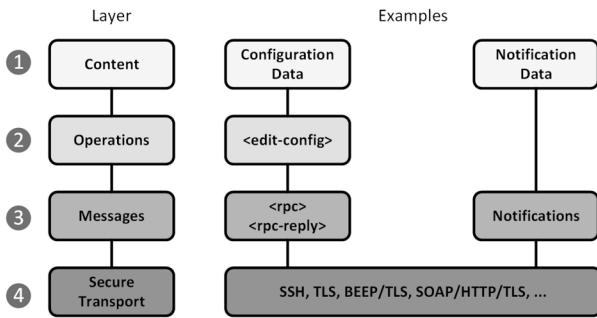 Layer
Examples
1
Content
Configuration
Data
Notification
Data
2
Operations
<edit-config>
3
Messages
<rpc>
<rpc-reply>
Notifications
4
Secure
Transport
SSH, TLS, BEEP/TLS, SOAP/HTTP/TLS, ...